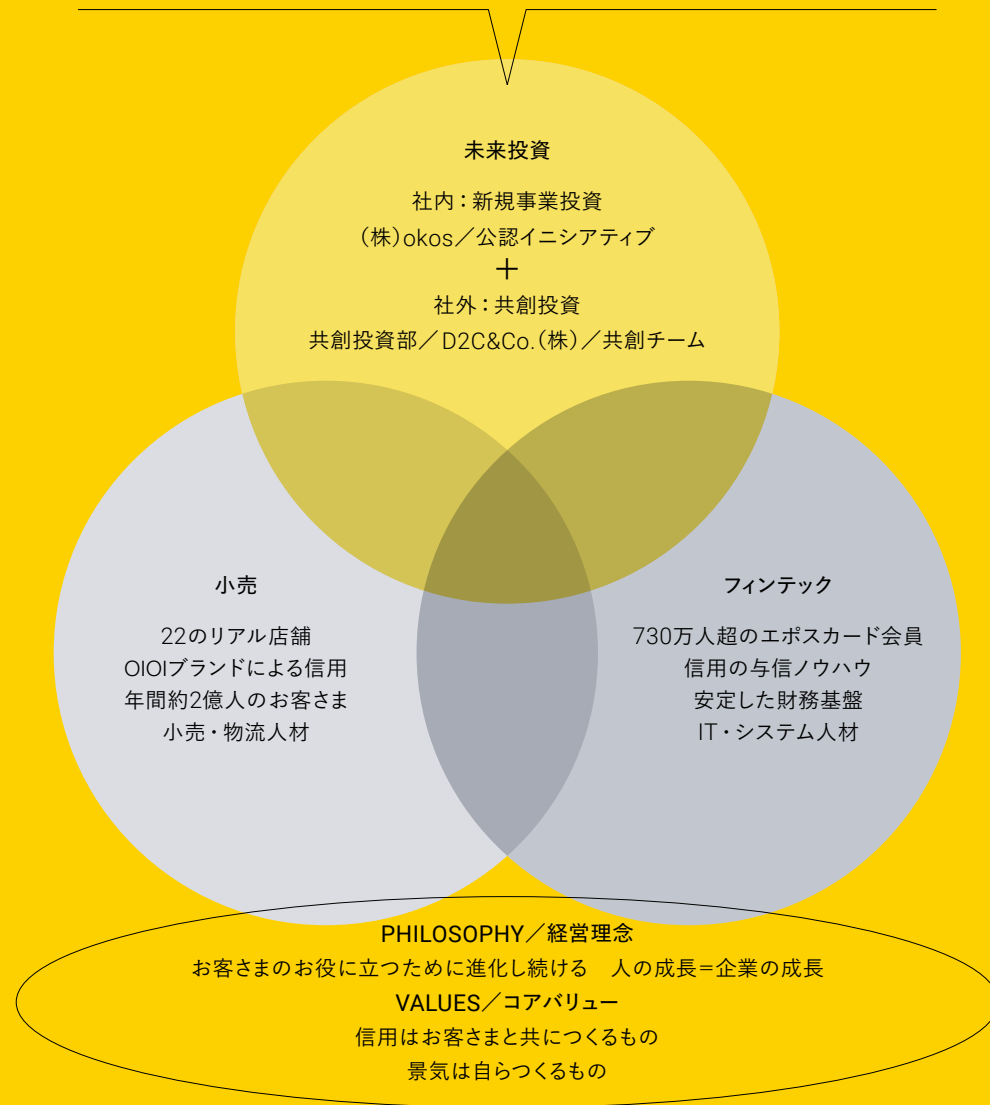 未来投資
社内：新規事業投資
（株）okos／公認イニシアティブ
＋
社外：共創投資
共創投資部／D2C&Co.（株）／共創チーム
小売
22のリアル店舗
OIOIブランドによる信用
年間約2億人のお客さま
小売・物流人材
フィンテック
730万人超のエポスカード会員
信用の与信ノウハウ
安定した財務基盤
IT・システム人材
PHILOSOPHY／経営理念
お客さまのお役に立つために進化し続ける　人の成長＝企業の成長
VALUES／コアバリュー
信用はお客さまと共につくるもの
景気は自らつくるもの